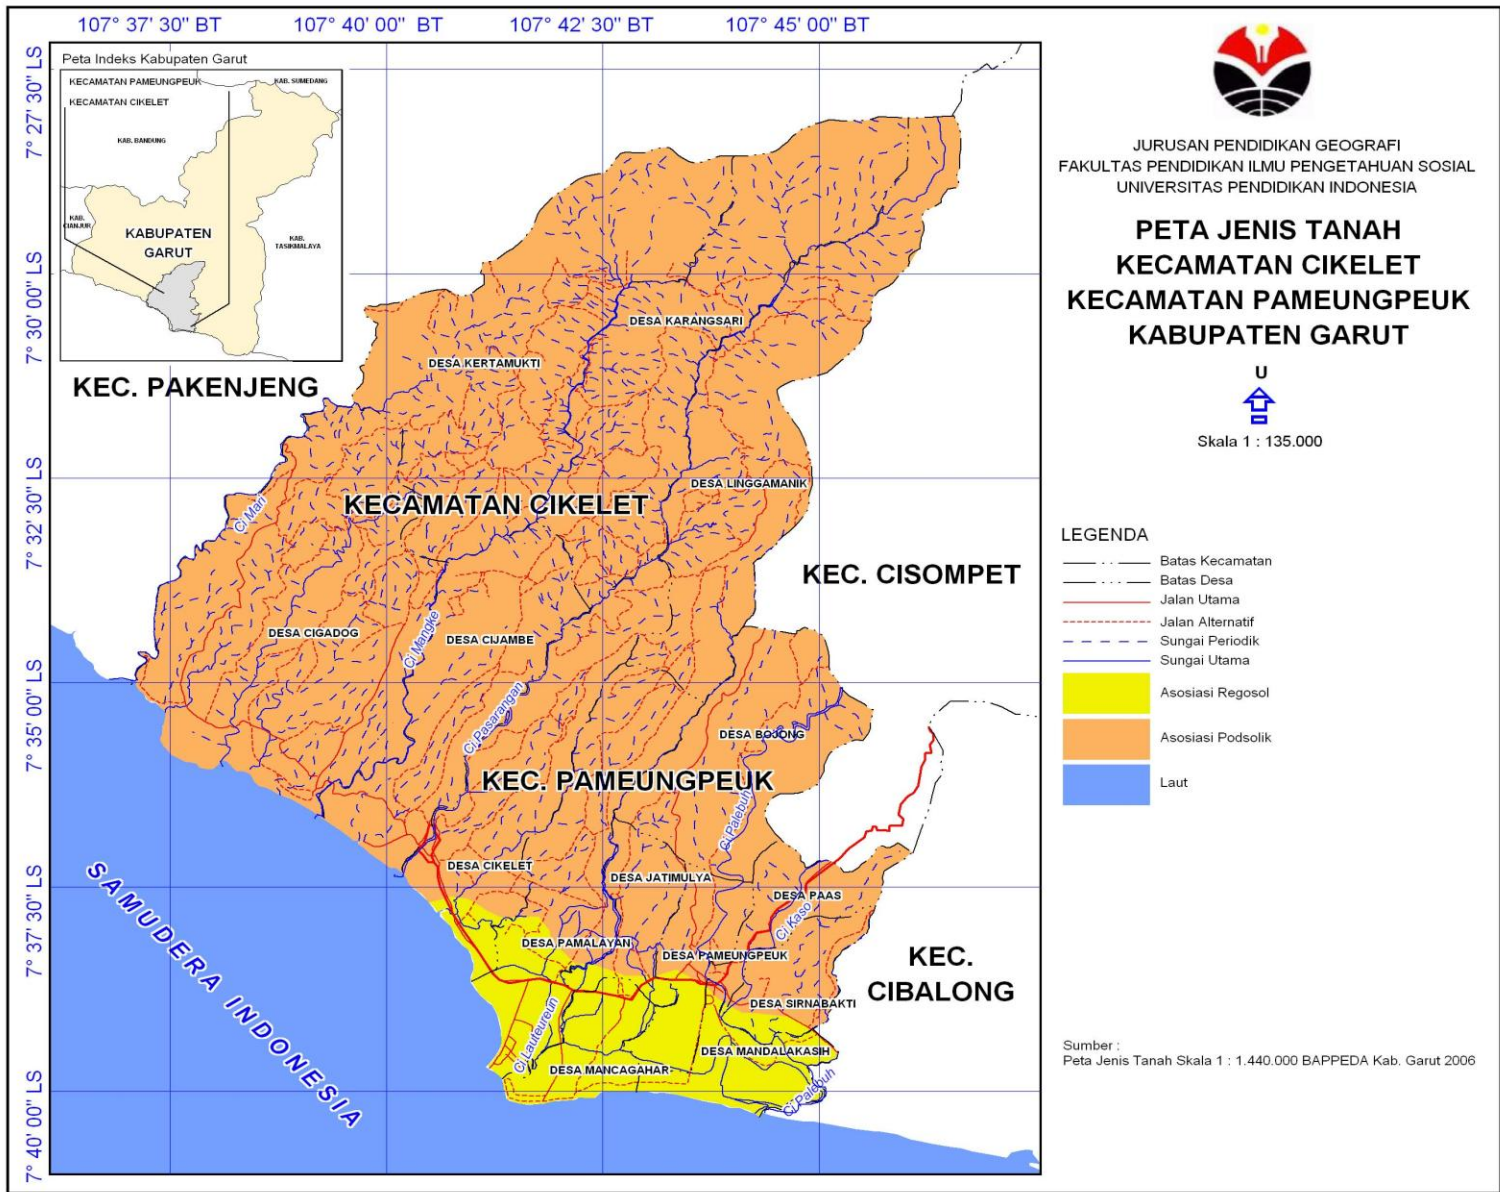 107° 37' 30" BT
107° 40' 00" BT
107° 42' 30" BT
107° 45' 00" BT
7° 27' 30" LS
7° 30' 00" LS
7° 32' 30" LS
7° 35' 00" LS
7° 37' 30" LS
7° 40' 00" LS
Peta Indeks Kabupaten Garut
KECAMATAN PAMEUNGPEUK
KECAMATAN CIKELET
KAB. SUMEDANG
KAB. BANDUNG
KAB.
CIANJUR
KABUPATEN
GARUT
KAB.
TASIKMALAYA
KEC. PAKENJENG
DESA KARANGSARI
DESA KERTAMUKTI
DESA LINGGAMANIK
KECAMATAN CIKELET
Ci Mari
KEC. CISOMPET
DESA CIGADOG
Ci Mangke
DESA CIJAMBE
Ci Pasarangan
DESA BOJONG
KEC. PAMEUNGPEUK
Ci Palebuh
DESA CIKELET
DESA JATIMULYA
DESA PAAS
Ci Kaso
DESA PAMALAYAN
DESA PAMEUNGPEUK
KEC.
CIBALONG
DESA SIRNABAKTI
Ci Lauteureun
DESA MANDALAKASIH
DESA MANCAGAHAR
Ci Palebuh
SAMUDERA INDONESIA
JURUSAN PENDIDIKAN GEOGRAFI
FAKULTAS PENDIDIKAN ILMU PENGETAHUAN SOSIAL
UNIVERSITAS PENDIDIKAN INDONESIA
PETA JENIS TANAH
KECAMATAN CIKELET
KECAMATAN PAMEUNGPEUK
KABUPATEN GARUT
U
Skala 1 : 135.000
LEGENDA
Batas Kecamatan
Batas Desa
Jalan Utama
Jalan Alternatif
Sungai Periodik
Sungai Utama
Asosiasi Regosol
Asosiasi Podsolik
Laut
Sumber :
Peta Jenis Tanah Skala 1 : 1.440.000 BAPPEDA Kab. Garut 2006